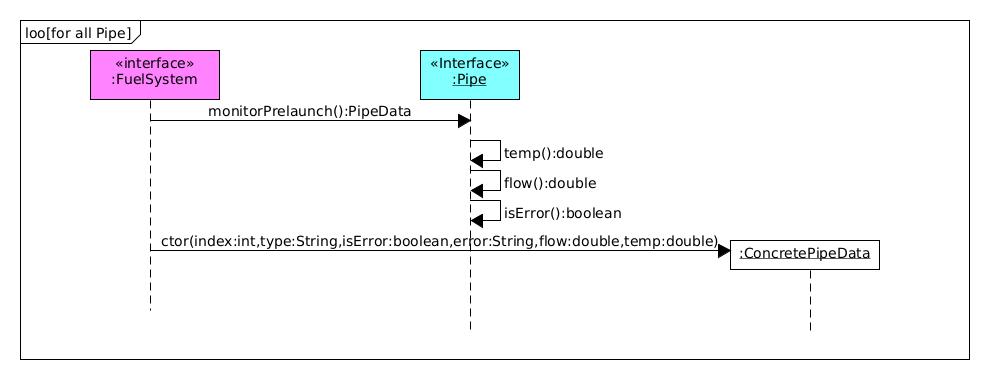 loo[for all Pipe]
«interface»
:FuelSystem
«Interface»
:Pipe
monitorPrelaunch():PipeData
temp():double
flow():double
isError():boolean
ctor(index:int,type:String,isError:boolean,error:String,flow:double,temp:double)
:ConcretePipeData